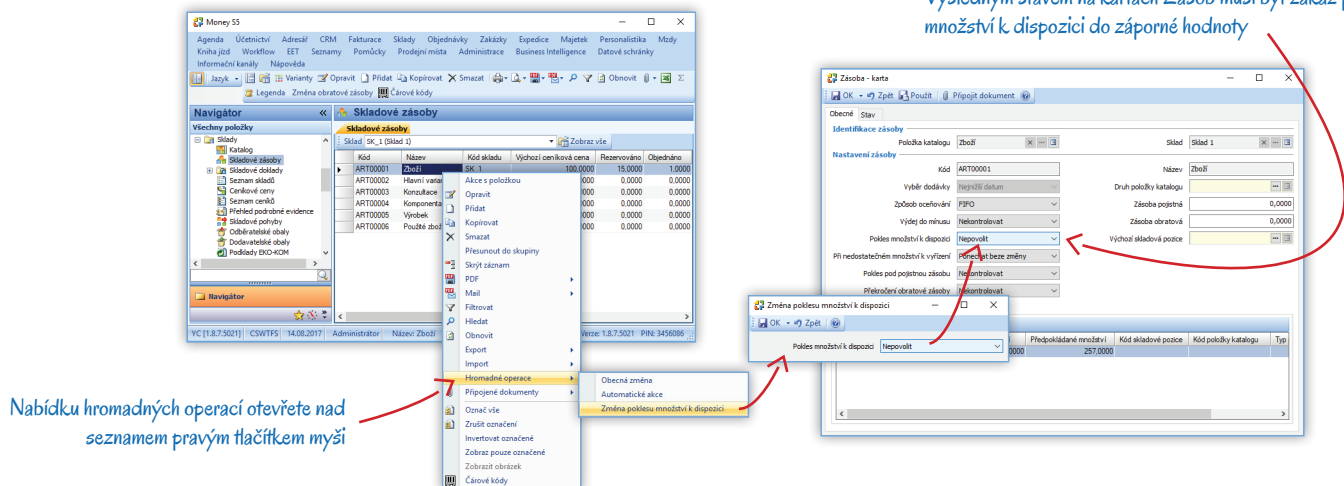 Výsledným stavem na kartách Zásob musí být zákaz
množství k dispozici do záporné hodnoty
Money S5
Agenda Účetnictví Adresář CRM Fakturace Sklady Objednávky Zakázky Expedice Majetek Personalistika Mzdy
Kniha jízd Workflow EET Seznamy Pomůcky Prodejní místa Administrace Business Intelligence Datové schránky
Informační kanály Nápověda
Jazyk Varianty Opravit Přidat Kopírovat Smazat Obnovit
Legenda Změna obratové zásoby Čárové kódy
Navigátor «
Všechny položky
Sklady
Katalog
Skladové zásoby
Skladové doklady
Seznam skladů
Ceníkové ceny
Seznam ceníků
Přehled podrobné evidence
Skladové pohyby
Odběratelské obaly
Dodavatelské obaly
Podklady EKO-KOM
Navigátor
Skladové zásoby
Skladové zásoby
Sklad SK_1 (Sklad 1) Zobraz vše
Kód Název Kód skladu Výchozí ceníková cena Rezervováno Objednáno
ART00001 Zboží SK_1 100,0000 15,0000 1,0000
ART00002 Hlavní varia 0000 0,0000 0,0000
ART00003 Konzultace 0000 0,0000 0,0000
ART00004 Komponenta 0000 0,0000 0,0000
ART00005 Výrobek 0000 0,0000 0,0000
ART00006 Použité zbož 0000 0,0000 0,0000
YC [1.8.7.5021] CSWTFS 14.08.2017 Administrátor Název: Zboží erze: 1.8.7.5021 PIN: 3456086
Akce s položkou
Opravit
Přidat
Kopírovat
Smazat
Přesunout do skupiny
Skrýt záznam
PDF
Mail
Filtrovat
Hledat
Obnovit
Export
Import
Hromadné operace
Připojené dokumenty
Označ vše
Zrušit označení
Invertovat označené
Zobraz pouze označené
Zobrazit obrázek
Čárové kódy
Obecná změna
Automatické akce
Změna poklesu množství k dispozici
Nabídku hromadných operací otevřete nad
seznamem pravým tlačítkem myši
Změna poklesu množství k dispozici
OK Zpět
Pokles množství k dispozici Nepovolit
Zásoba - karta
OK Zpět Použít Připojit dokument
Obecné Stav
Identifikace zásoby
Položka katalogu Zboží Sklad Sklad 1
Nastavení zásoby
Kód ART00001 Název Zboží
Výběr dodávky Nejnižší datum Druh položky katalogu
Způsob oceňování FIFO Zásoba pojistná 0,0000
Výdej do mínusu Nekontrolovat Zásoba obratová 0,0000
Pokles množství k dispozici Nepovolit Výchozí skladová pozice
Při nedostatečném množství k vyřízení Ponechat beze změny
Pokles pod pojistnou zásobu Nekontrolovat
Překročení obratové zásoby Nekontrolovat
Předpokládané množství Kód skladové pozice Kód položky katalogu Typ
0000 257,0000